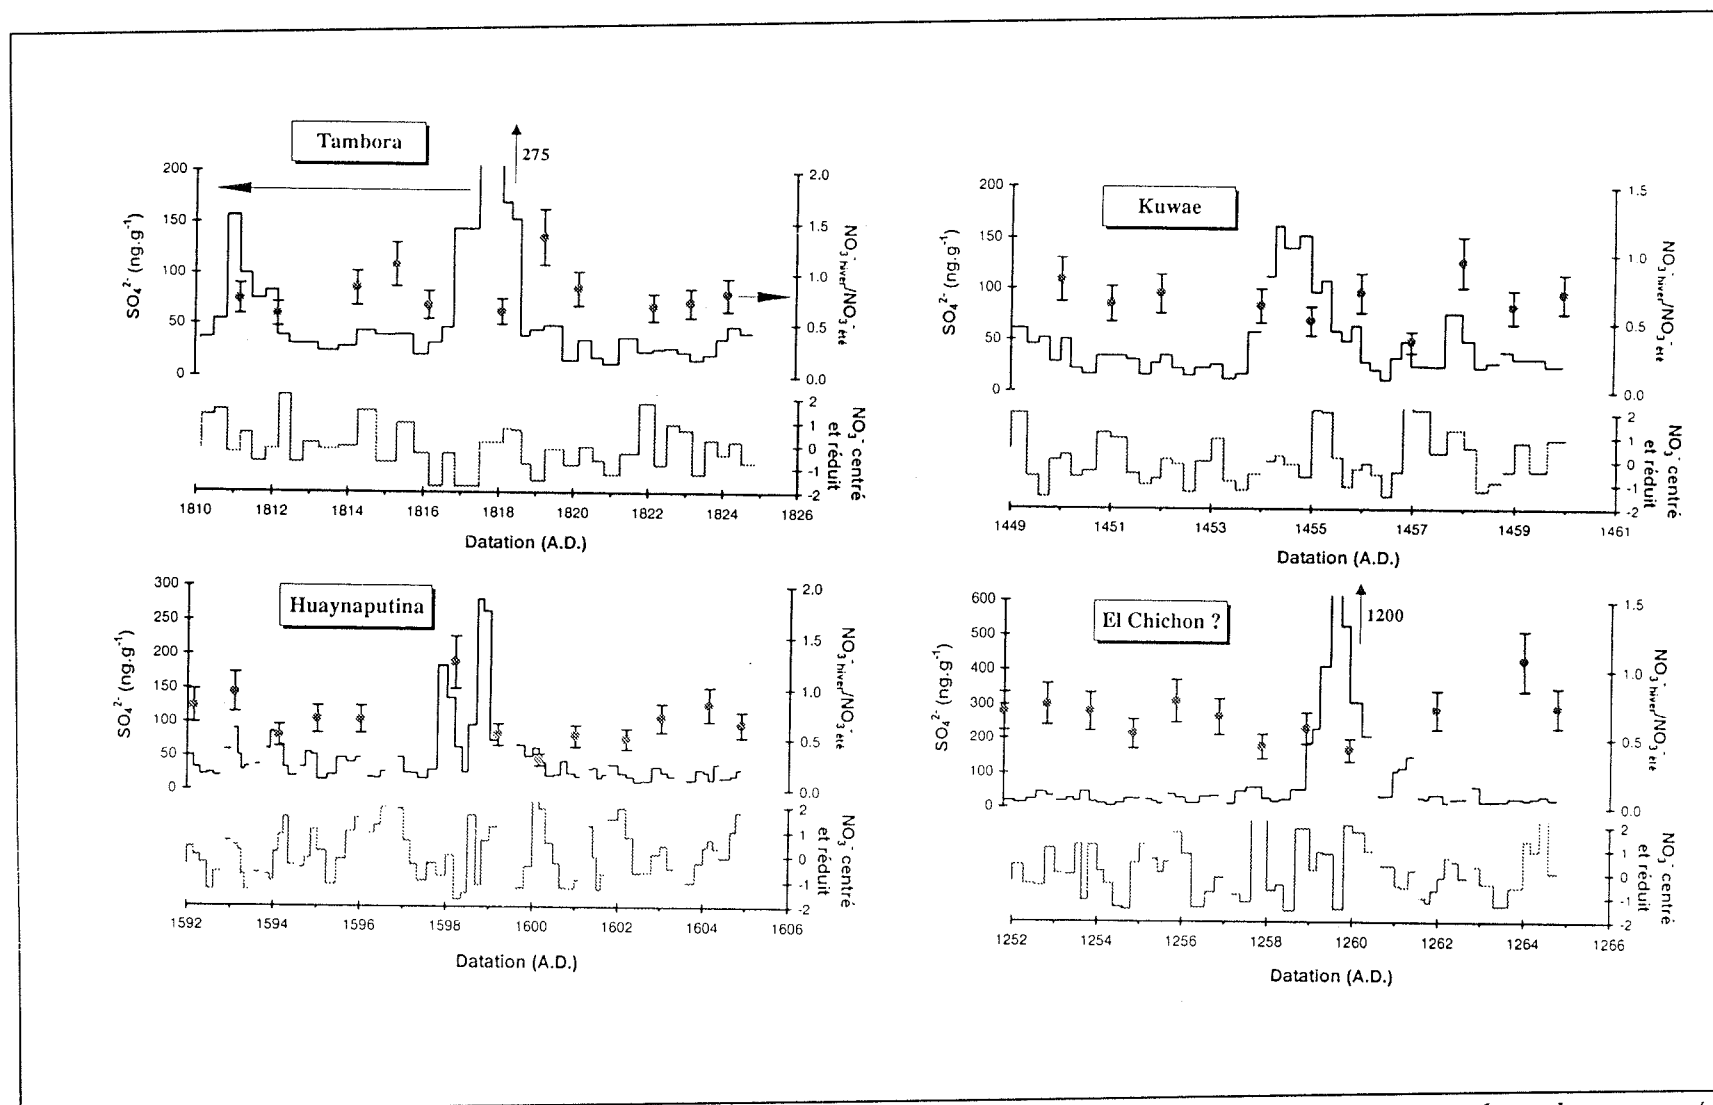 Tambora
275
200
150
100
50
0
SO₄²⁻ (ng.g⁻¹)
2.0
1.5
1.0
0.5
0.0
NO₃⁻hiver/NO₃⁻été
2
1
0
-1
-2
NO₃⁻ centré
et réduit
1810 1812 1814 1816 1818 1820 1822 1824 1826
Datation (A.D.)
Kuwae
200
150
100
50
0
SO₄²⁻ (ng.g⁻¹)
1.5
1.0
0.5
0.0
NO₃⁻hiver/NO₃⁻été
2
1
0
-1
-2
NO₃⁻ centré
et réduit
1449 1451 1453 1455 1457 1459 1461
Datation (A.D.)
Huaynaputina
300
250
200
150
100
50
0
SO₄²⁻ (ng.g⁻¹)
2.0
1.5
1.0
0.5
0.0
NO₃⁻hiver/NO₃⁻été
2
1
0
-1
-2
NO₃⁻ centré
et réduit
1592 1594 1596 1598 1600 1602 1604 1606
Datation (A.D.)
El Chichon ?
1200
600
500
400
300
200
100
0
SO₄²⁻ (ng.g⁻¹)
1.5
1.0
0.5
0.0
NO₃⁻hiver/NO₃⁻été
2
1
0
-1
-2
NO₃⁻ centré
et réduit
1252 1254 1256 1258 1260 1262 1264 1266
Datation (A.D.)